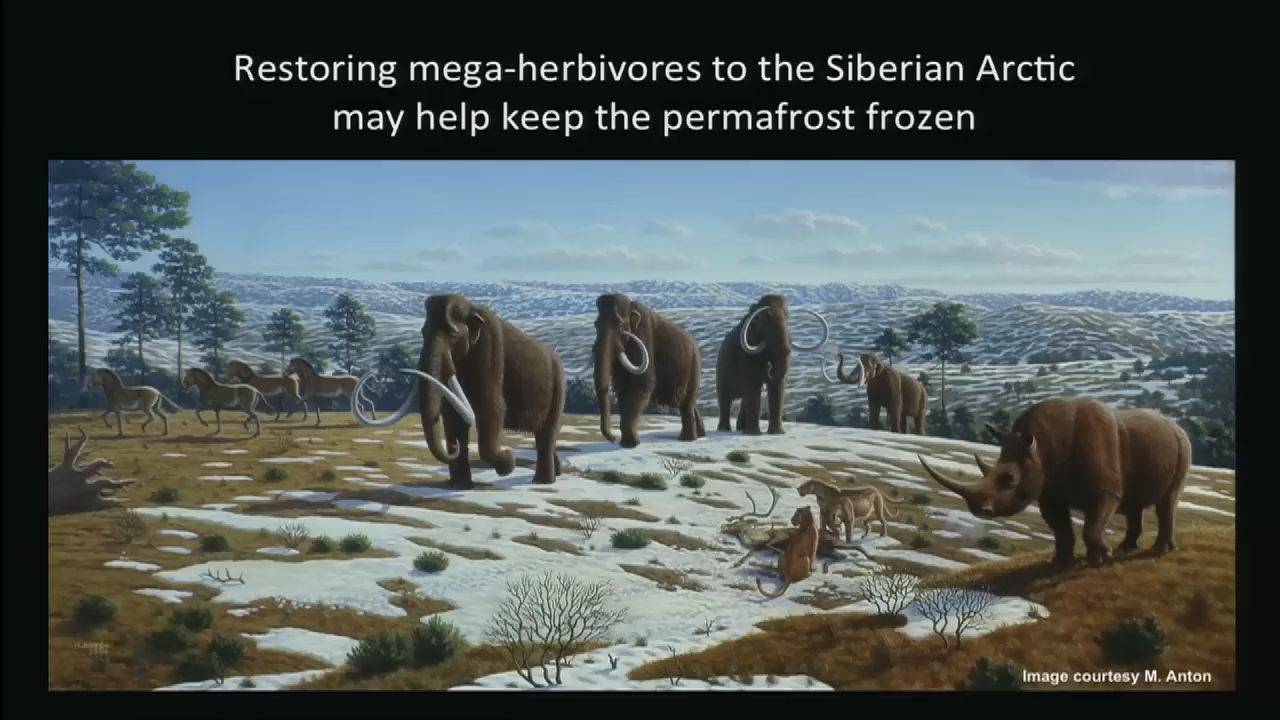 Restoring mega-herbivores to the Siberian Arctic
may help keep the permafrost frozen
Image courtesy M. Anton